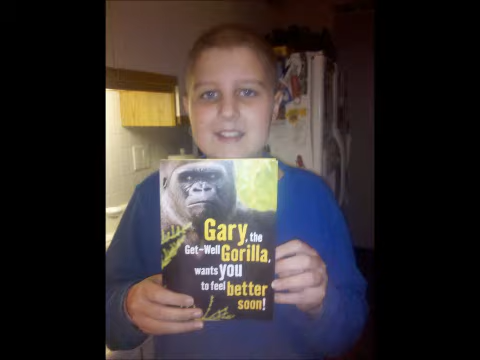 Gary, the
Get-Well Gorilla,
wants you
to feel better
soon!